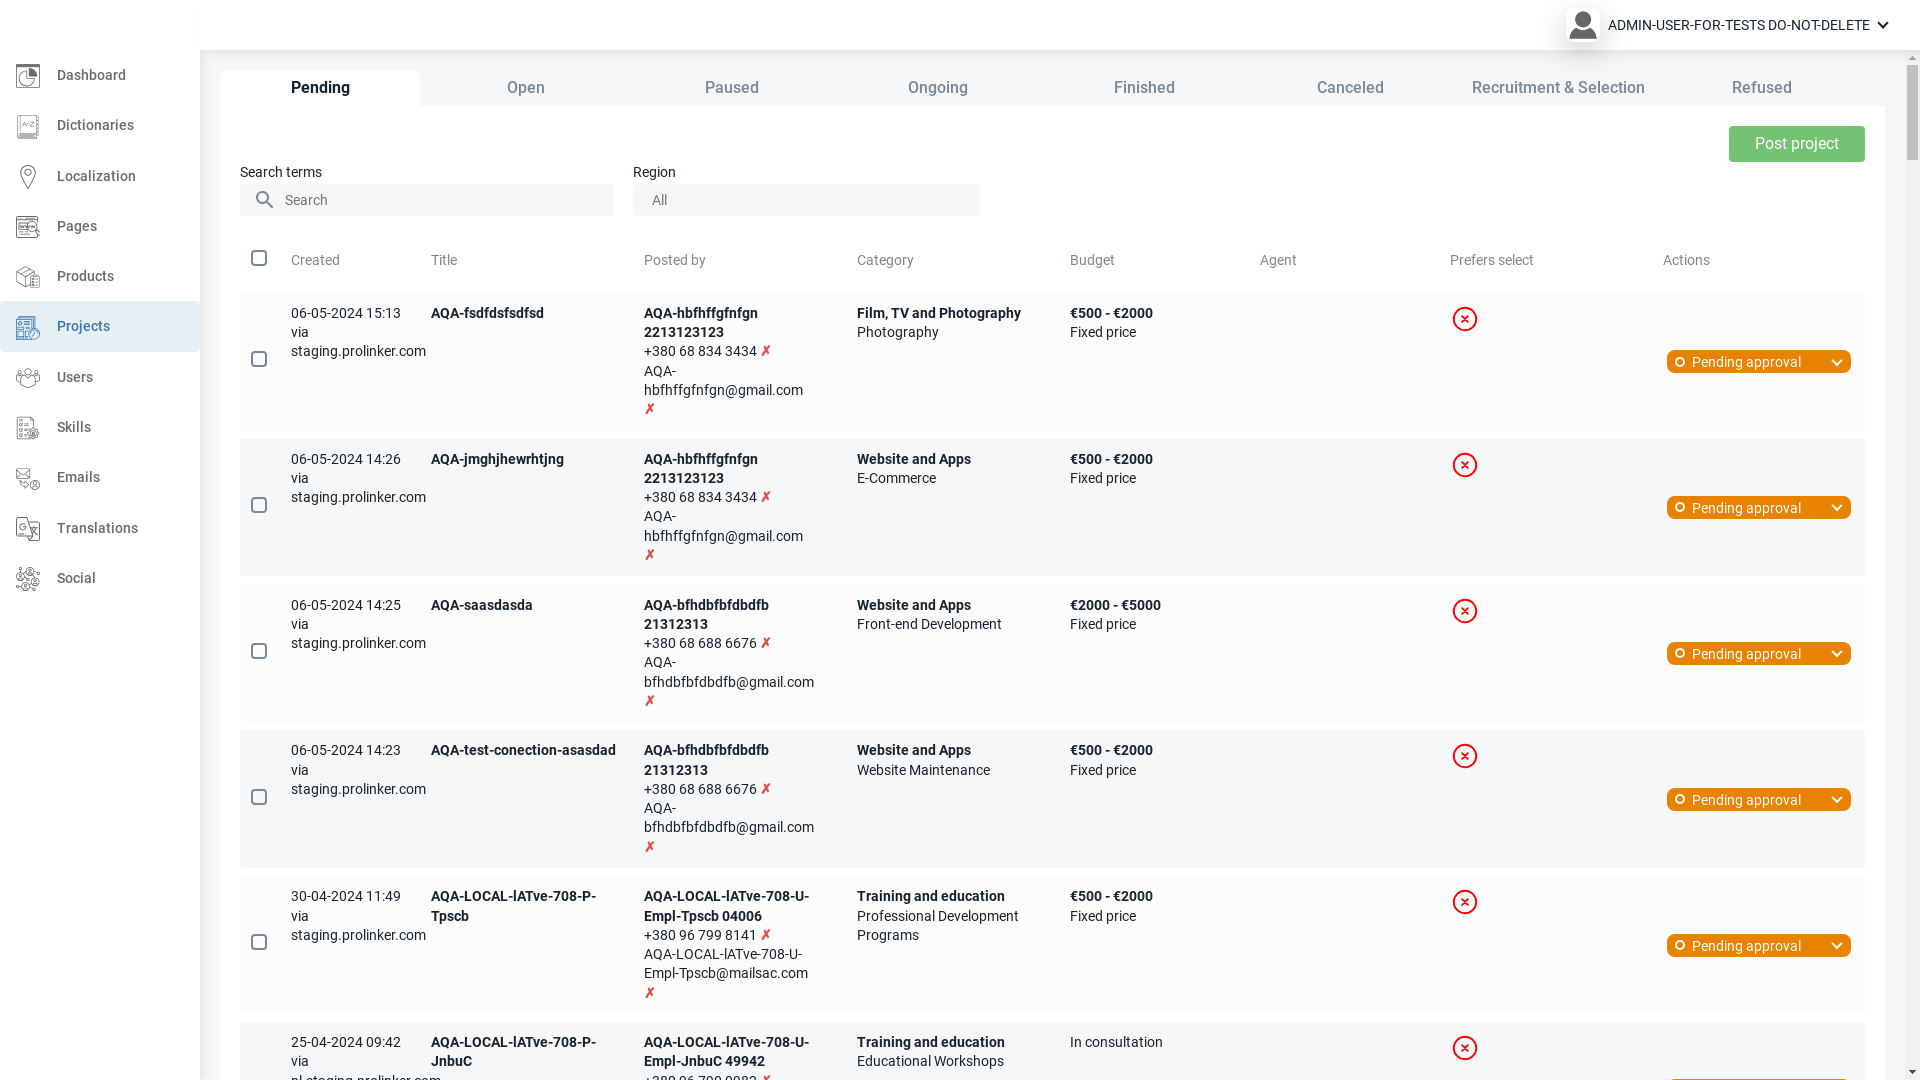 ADMIN-USER-FOR-TESTS DO-NOT-DELETE
Dashboard
Dictionaries
Localization
Pages
Products
Projects
Users
Skills
Emails
Translations
Social
Pending Open Paused Ongoing Finished Canceled Recruitment & Selection Refused
Post project
Search terms Region
Search All
Created Title Posted by Category Budget Agent Prefers select Actions
06-05-2024 15:13 AQA-fsdfdsfsdfsd AQA-hbfhffgfnfgn Film, TV and Photography €500 - €2000
via 2213123123 Photography Fixed price
staging.prolinker.com +380 68 834 3434 ✗
Pending approval
AQA-
hbfhffgfnfgn@gmail.com
✗
06-05-2024 14:26 AQA-jmghjhewrhtjng AQA-hbfhffgfnfgn Website and Apps €500 - €2000
via 2213123123 E-Commerce Fixed price
staging.prolinker.com +380 68 834 3434 ✗
Pending approval
AQA-
hbfhffgfnfgn@gmail.com
✗
06-05-2024 14:25 AQA-saasdasda AQA-bfhdbfbfdbdfb Website and Apps €2000 - €5000
via 21312313 Front-end Development Fixed price
staging.prolinker.com +380 68 688 6676 ✗
Pending approval
AQA-
bfhdbfbfdbdfb@gmail.com
✗
06-05-2024 14:23 AQA-test-conection-asasdad AQA-bfhdbfbfdbdfb Website and Apps €500 - €2000
via 21312313 Website Maintenance Fixed price
staging.prolinker.com +380 68 688 6676 ✗
Pending approval
AQA-
bfhdbfbfdbdfb@gmail.com
✗
30-04-2024 11:49 AQA-LOCAL-lATve-708-P- AQA-LOCAL-lATve-708-U- Training and education €500 - €2000
via Tpscb Empl-Tpscb 04006 Professional Development Fixed price
staging.prolinker.com +380 96 799 8141 ✗ Programs
Pending approval
AQA-LOCAL-lATve-708-U-
Empl-Tpscb@mailsac.com
✗
25-04-2024 09:42 AQA-LOCAL-lATve-708-P- AQA-LOCAL-lATve-708-U- Training and education In consultation
via JnbuC Empl-JnbuC 49942 Educational Workshops